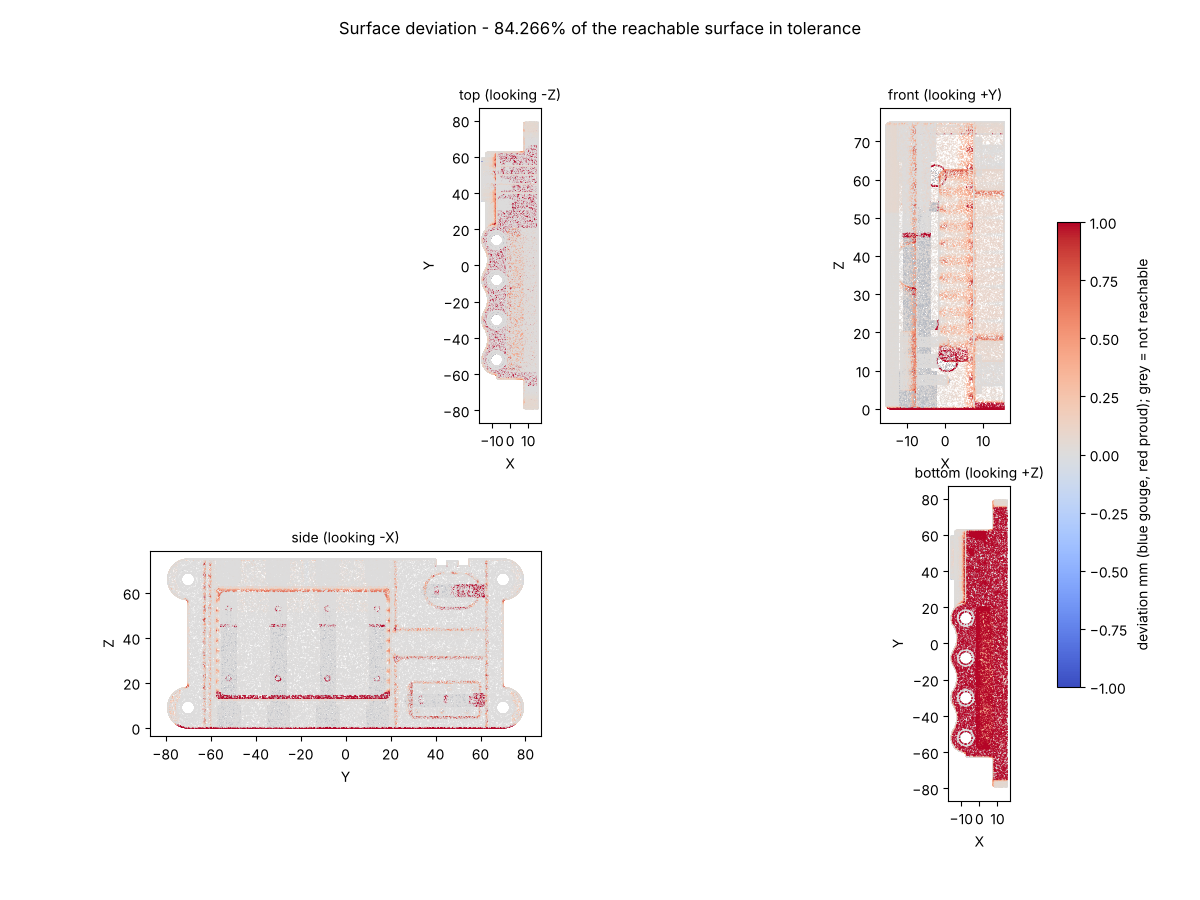 Surface deviation - 84.266% of the reachable surface in tolerance
top (looking -Z)
80
60
40
20
0
−20
−40
−60
−80
Y
−10 0 10
X
front (looking +Y)
70
60
50
40
30
20
10
0
Z
−10 0 10
X
side (looking -X)
60
40
20
0
Z
−80 −60 −40 −20 0 20 40 60 80
Y
bottom (looking +Z)
80
60
40
20
0
−20
−40
−60
−80
Y
−10 0 10
X
1.00
0.75
0.50
0.25
0.00
−0.25
−0.50
−0.75
−1.00
deviation mm (blue gouge, red proud); grey = not reachable